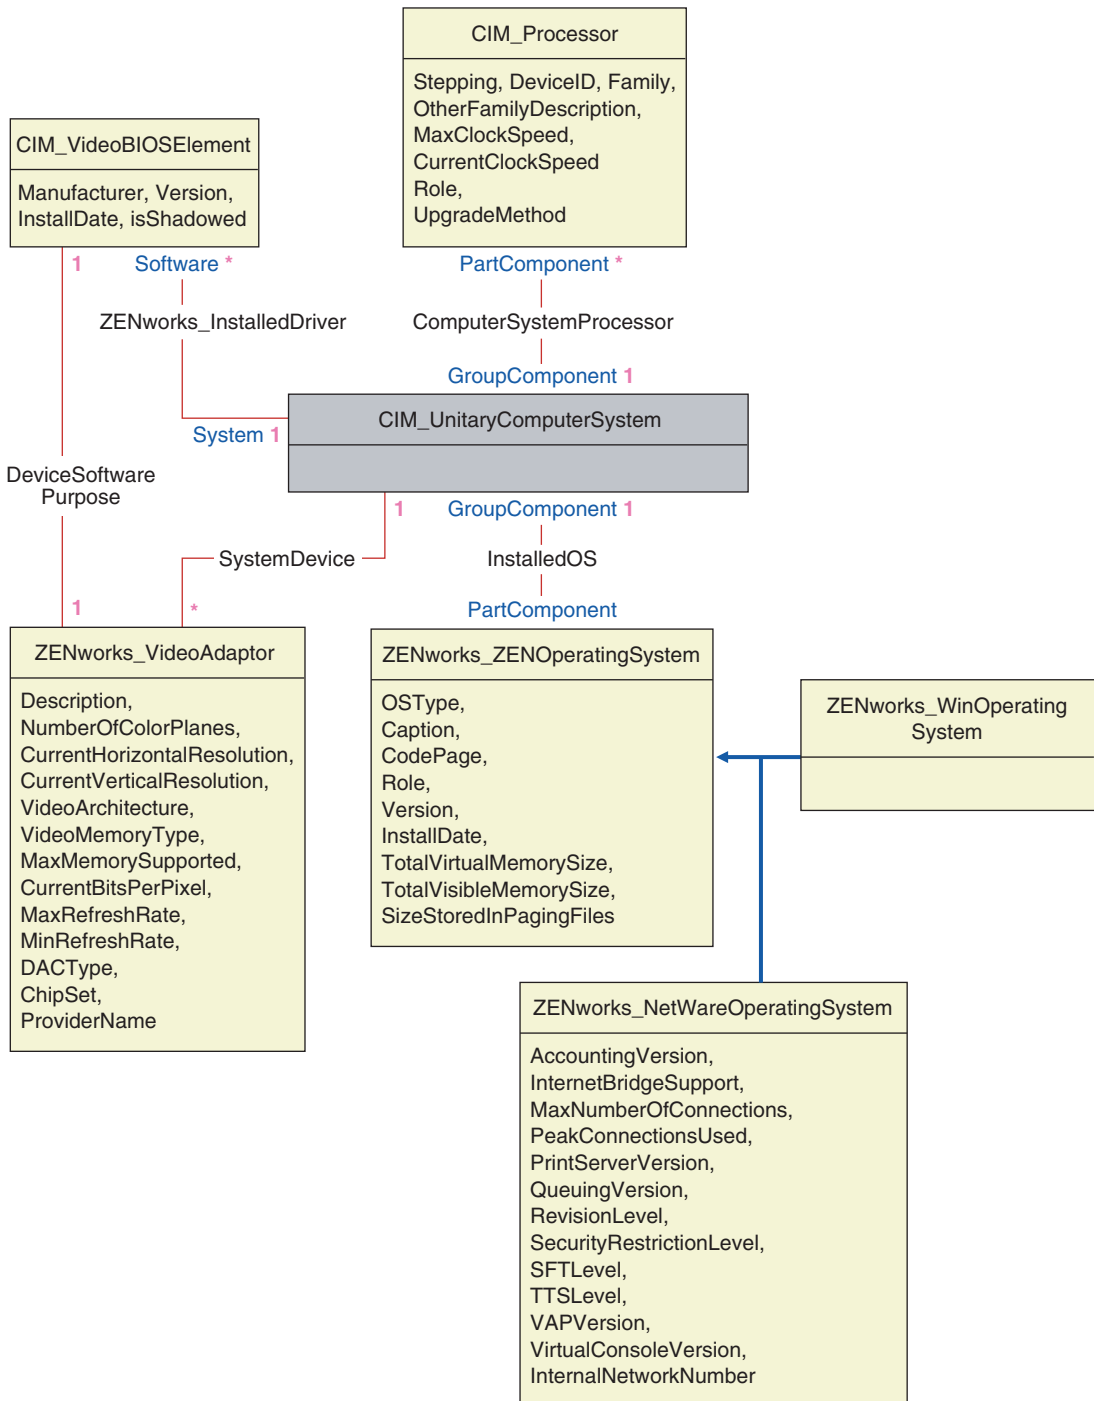 CIM_Processor
Stepping, DeviceID, Family,
OtherFamilyDescription,
MaxClockSpeed,
CurrentClockSpeed
Role,
UpgradeMethod
CIM_VideoBIOSElement
Manufacturer, Version,
InstallDate, isShadowed
1
Software *
PartComponent *
ZENworks_InstalledDriver
ComputerSystemProcessor
GroupComponent 1
CIM_UnitaryComputerSystem
System 1
DeviceSoftware
Purpose
1
GroupComponent 1
SystemDevice
InstalledOS
1
*
PartComponent
ZENworks_VideoAdaptor
Description,
NumberOfColorPlanes,
CurrentHorizontalResolution,
CurrentVerticalResolution,
VideoArchitecture,
VideoMemoryType,
MaxMemorySupported,
CurrentBitsPerPixel,
MaxRefreshRate,
MinRefreshRate,
DACType,
ChipSet,
ProviderName
ZENworks_ZENOperatingSystem
OSType,
Caption,
CodePage,
Role,
Version,
InstallDate,
TotalVirtualMemorySize,
TotalVisibleMemorySize,
SizeStoredInPagingFiles
ZENworks_WinOperating
System
ZENworks_NetWareOperatingSystem
AccountingVersion,
InternetBridgeSupport,
MaxNumberOfConnections,
PeakConnectionsUsed,
PrintServerVersion,
QueuingVersion,
RevisionLevel,
SecurityRestrictionLevel,
SFTLevel,
TTSLevel,
VAPVersion,
VirtualConsoleVersion,
InternalNetworkNumber